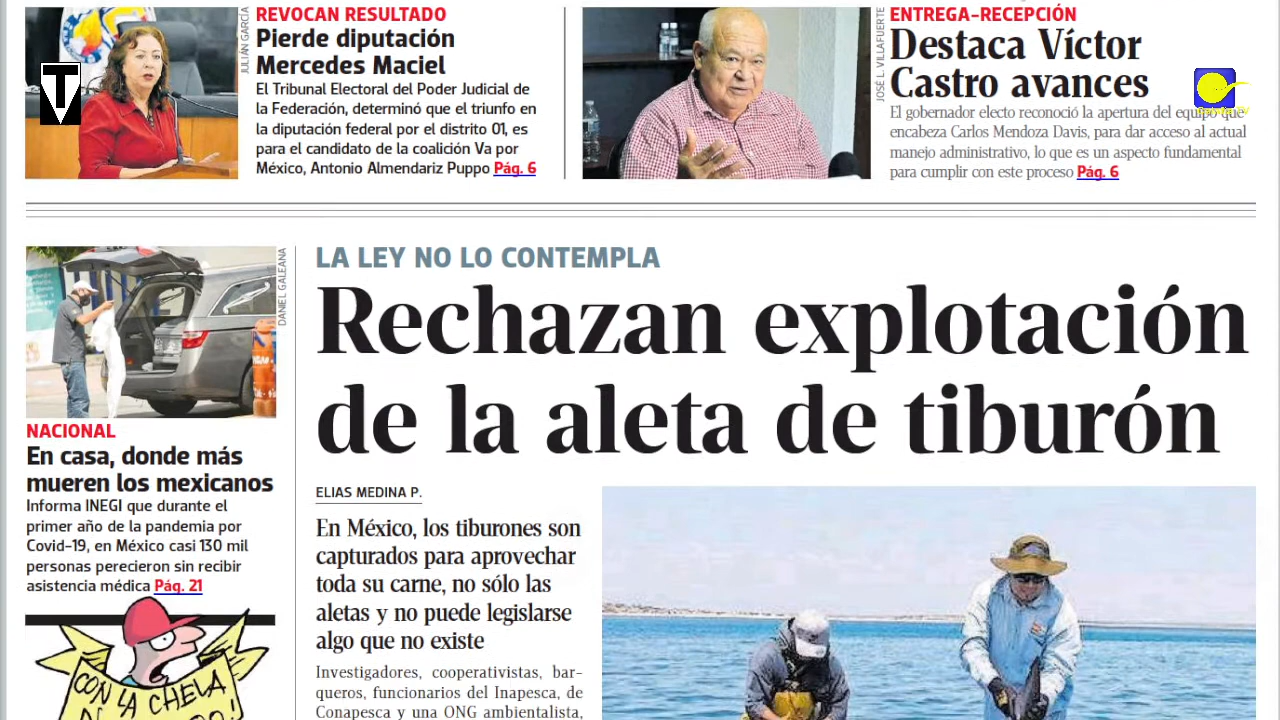 JULIÁN GARCÍA
REVOCAN RESULTADO
Pierde diputación
Mercedes Maciel
El Tribunal Electoral del Poder Judicial de
la Federación, determinó que el triunfo en
la diputación federal por el distrito 01, es
para el candidato de la coalición Va por
México, Antonio Almendariz Puppo Pág. 6
JOSÉ L. VILLAFUERTE
ENTREGA-RECEPCIÓN
Destaca Víctor
Castro avances
El gobernador electo reconoció la apertura del equipo que
encabeza Carlos Mendoza Davis, para dar acceso al actual
manejo administrativo, lo que es un aspecto fundamental
para cumplir con este proceso Pág. 6
T
TV
DANIEL GALEANA
NACIONAL
En casa, donde más
mueren los mexicanos
Informa INEGI que durante el
primer año de la pandemia por
Covid-19, en México casi 130 mil
personas perecieron sin recibir
asistencia médica Pág. 21
CON LA CHELA
LA LEY NO LO CONTEMPLA
Rechazan explotación
de la aleta de tiburón
ELIAS MEDINA P.
En México, los tiburones son
capturados para aprovechar
toda su carne, no sólo las
aletas y no puede legislarse
algo que no existe
Investigadores, cooperativistas, bar-
queros, funcionarios del Inapesca, de
Conapesca y una ONG ambientalista,